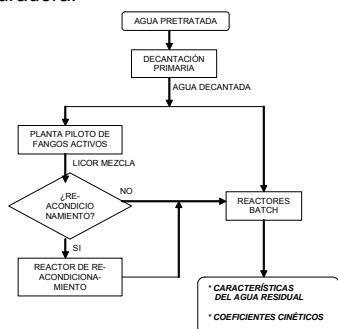 AGUA PRETRATADA
DECANTACIÓN
PRIMARIA
AGUA DECANTADA
PLANTA PILOTO DE
FANGOS ACTIVOS
LICOR MEZCLA
¿RE-
ACONDICIO
NAMIENTO?
NO
SI
REACTORES
BATCH
REACTOR DE RE-
ACONDICIONA-
MIENTO
* CARACTERÍSTICAS
DEL AGUA RESIDUAL
* COEFICIENTES CINÉTICOS